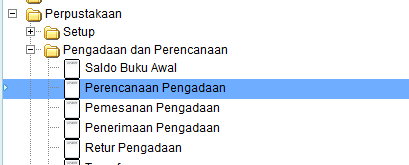 Perpustakaan
Setup
Pengadaan dan Perencanaan
Saldo Buku Awal
Perencanaan Pengadaan
Pemesanan Pengadaan
Penerimaan Pengadaan
Retur Pengadaan